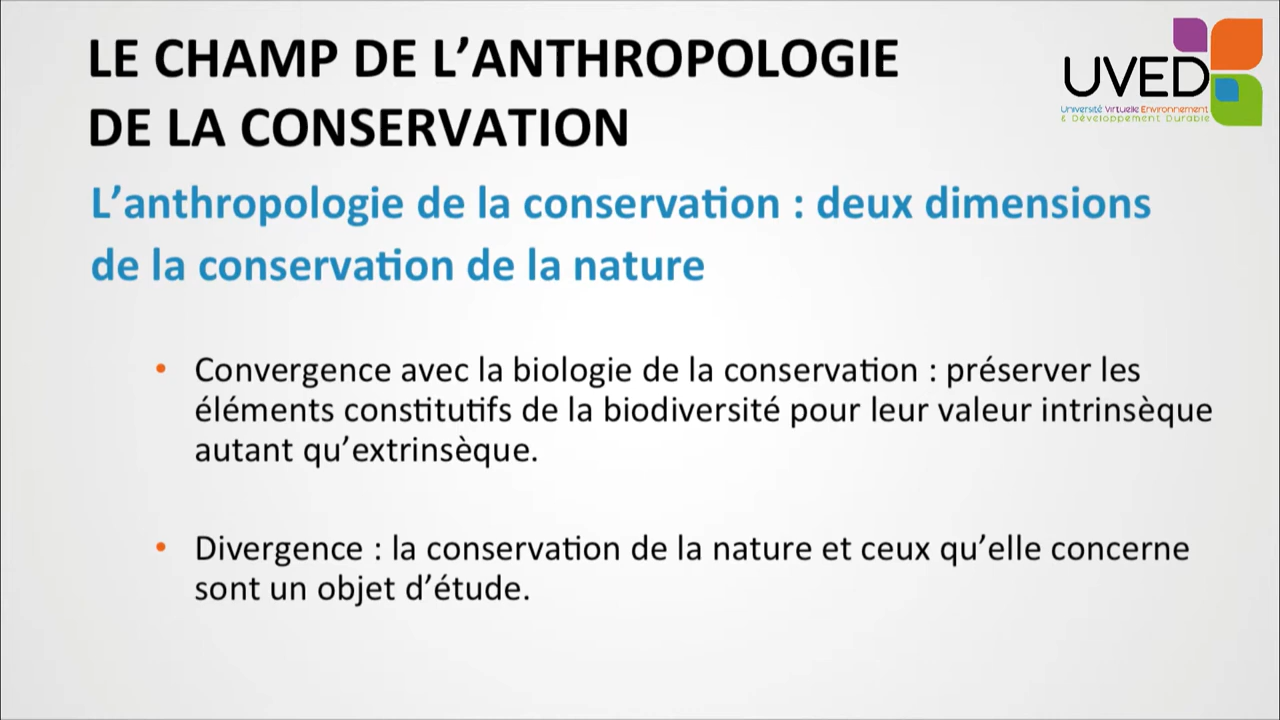 LE CHAMP DE L’ANTHROPOLOGIE
DE LA CONSERVATION
UVED
Université Virtuelle Environnement
& Développement Durable
L’anthropologie de la conservation : deux dimensions
de la conservation de la nature
• Convergence avec la biologie de la conservation : préserver les
éléments constitutifs de la biodiversité pour leur valeur intrinsèque
autant qu’extrinsèque.
• Divergence : la conservation de la nature et ceux qu’elle concerne
sont un objet d’étude.